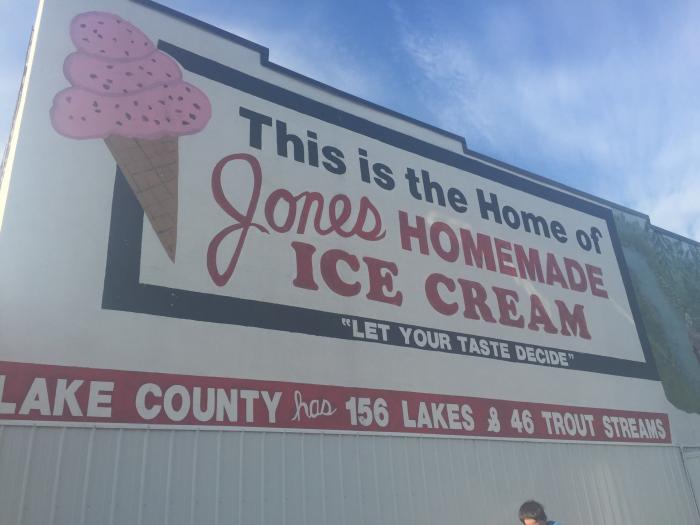 This is the Home of
Jones HOMEMADE
ICE CREAM
"LET YOUR TASTE DECIDE"
LAKE COUNTY has 156 LAKES & 46 TROUT STREAMS